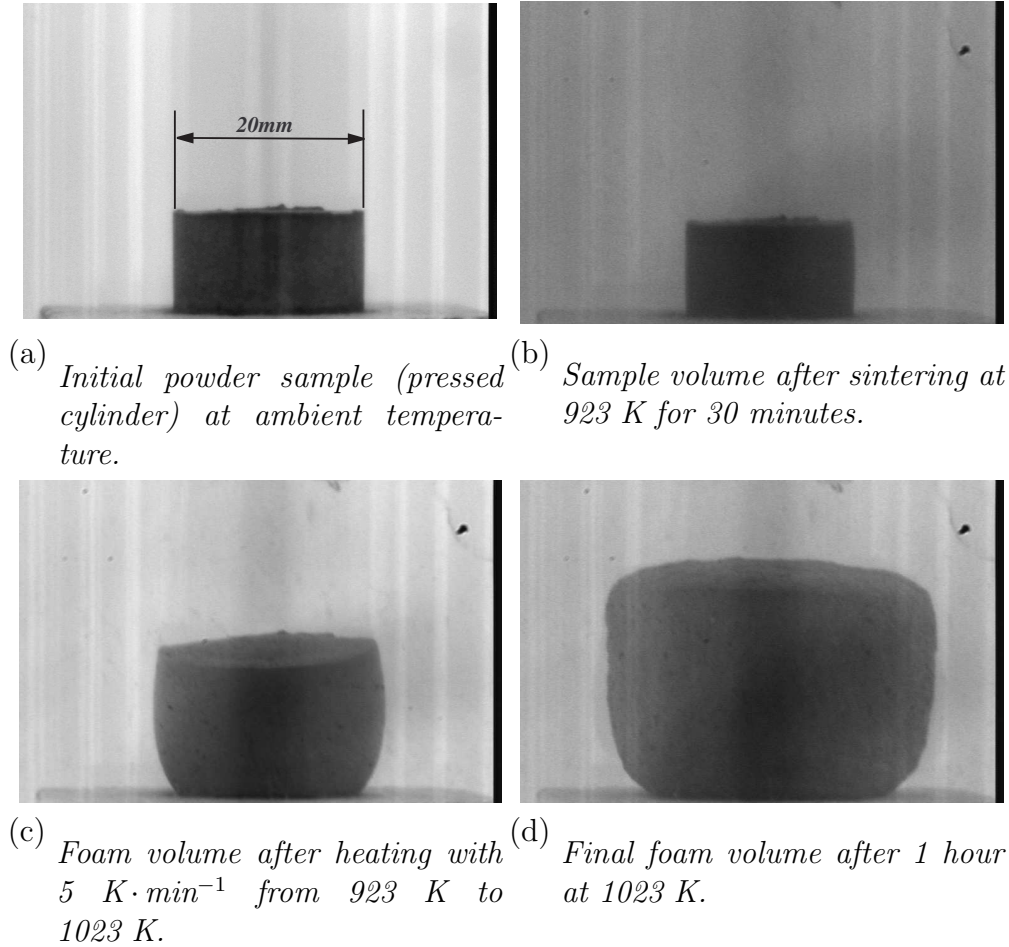 20mm
(a)
Initial powder sample (pressed
cylinder) at ambient tempera-
ture.
(b)
Sample volume after sintering at
923 K for 30 minutes.
(c)
Foam volume after heating with
5 K·min⁻¹ from 923 K to
1023 K.
(d)
Final foam volume after 1 hour
at 1023 K.